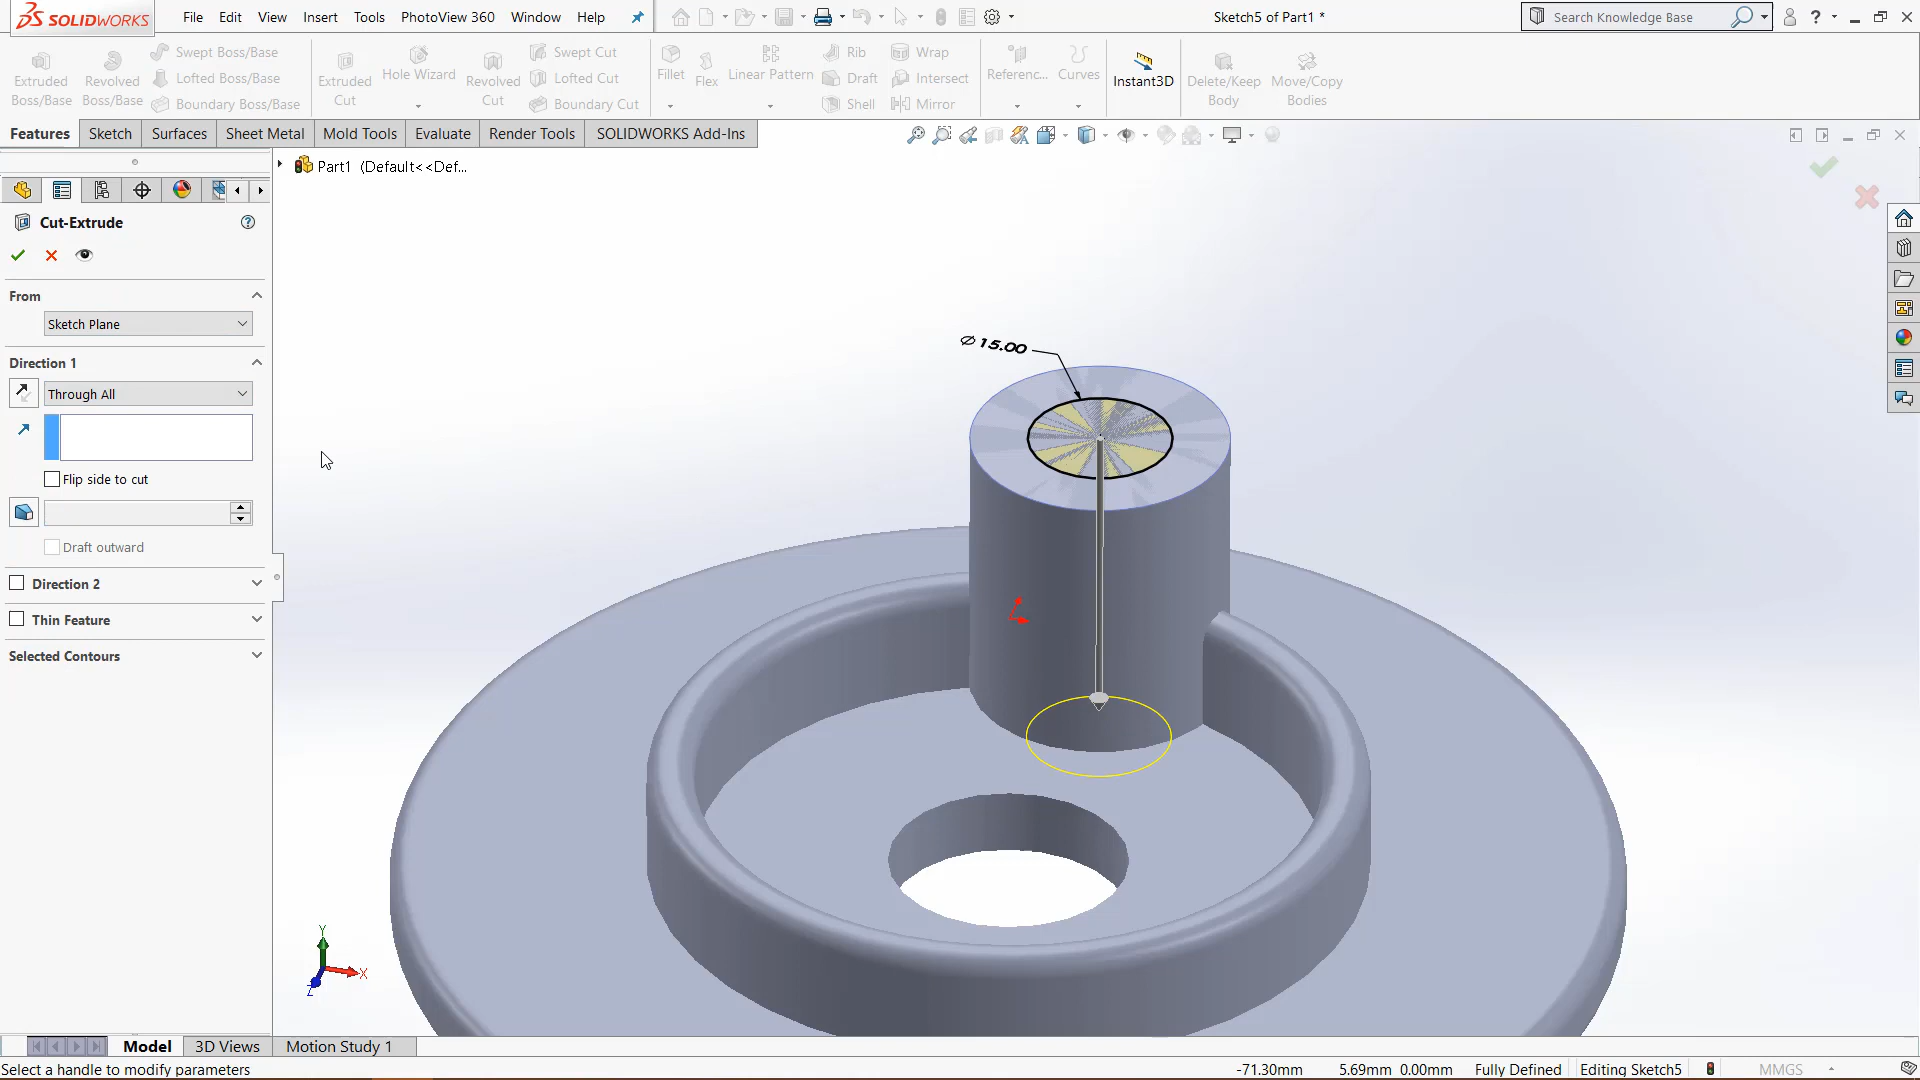 SOLIDWORKS File Edit View Insert Tools PhotoView 360 Window Help Sketch5 of Part1 * Search Knowledge Base ?
Extruded Boss/Base
Revolved Boss/Base
Swept Boss/Base
Lofted Boss/Base
Boundary Boss/Base
Extruded Cut
Hole Wizard
Revolved Cut
Swept Cut
Lofted Cut
Boundary Cut
Fillet
Flex
Linear Pattern
Rib
Draft
Shell
Wrap
Intersect
Mirror
Referenc...
Curves
Instant3D
Delete/Keep Body
Move/Copy Bodies
Features Sketch Surfaces Sheet Metal Mold Tools Evaluate Render Tools SOLIDWORKS Add-Ins
Part1 (Default<<Def...
Cut-Extrude
From
Sketch Plane
Direction 1
Through All
Flip side to cut
Draft outward
Direction 2
Thin Feature
Selected Contours
∅ 15.00
Y
X
Z
Model 3D Views Motion Study 1
Select a handle to modify parameters -71.30mm 5.69mm 0.00mm Fully Defined Editing Sketch5 MMGS